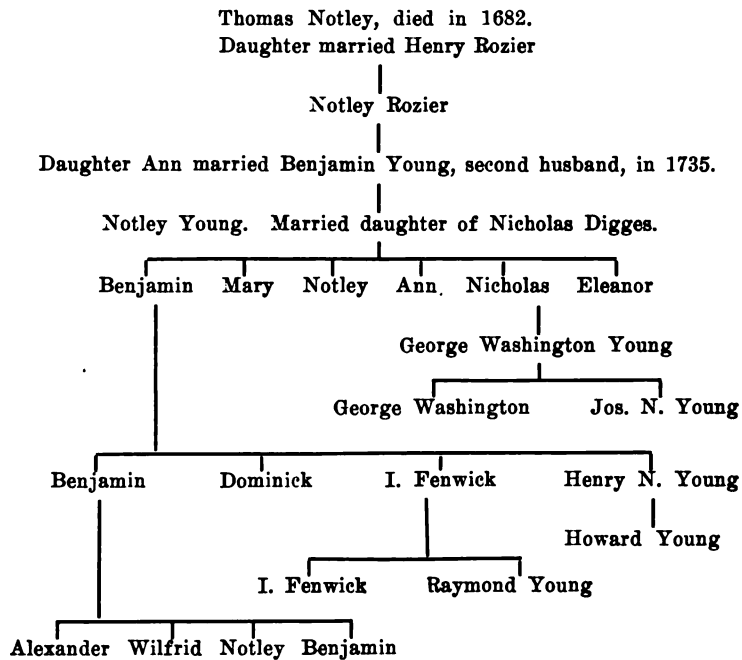 Thomas Notley, died in 1682.
Daughter married Henry Rozier
Notley Rozier
Daughter Ann married Benjamin Young, second husband, in 1735.
Notley Young. Married daughter of Nicholas Digges.
Benjamin Mary Notley Ann. Nicholas Eleanor
George Washington Young
George Washington Jos. N. Young
Benjamin Dominick I. Fenwick Henry N. Young
Howard Young
I. Fenwick Raymond Young
Alexander Wilfrid Notley Benjamin